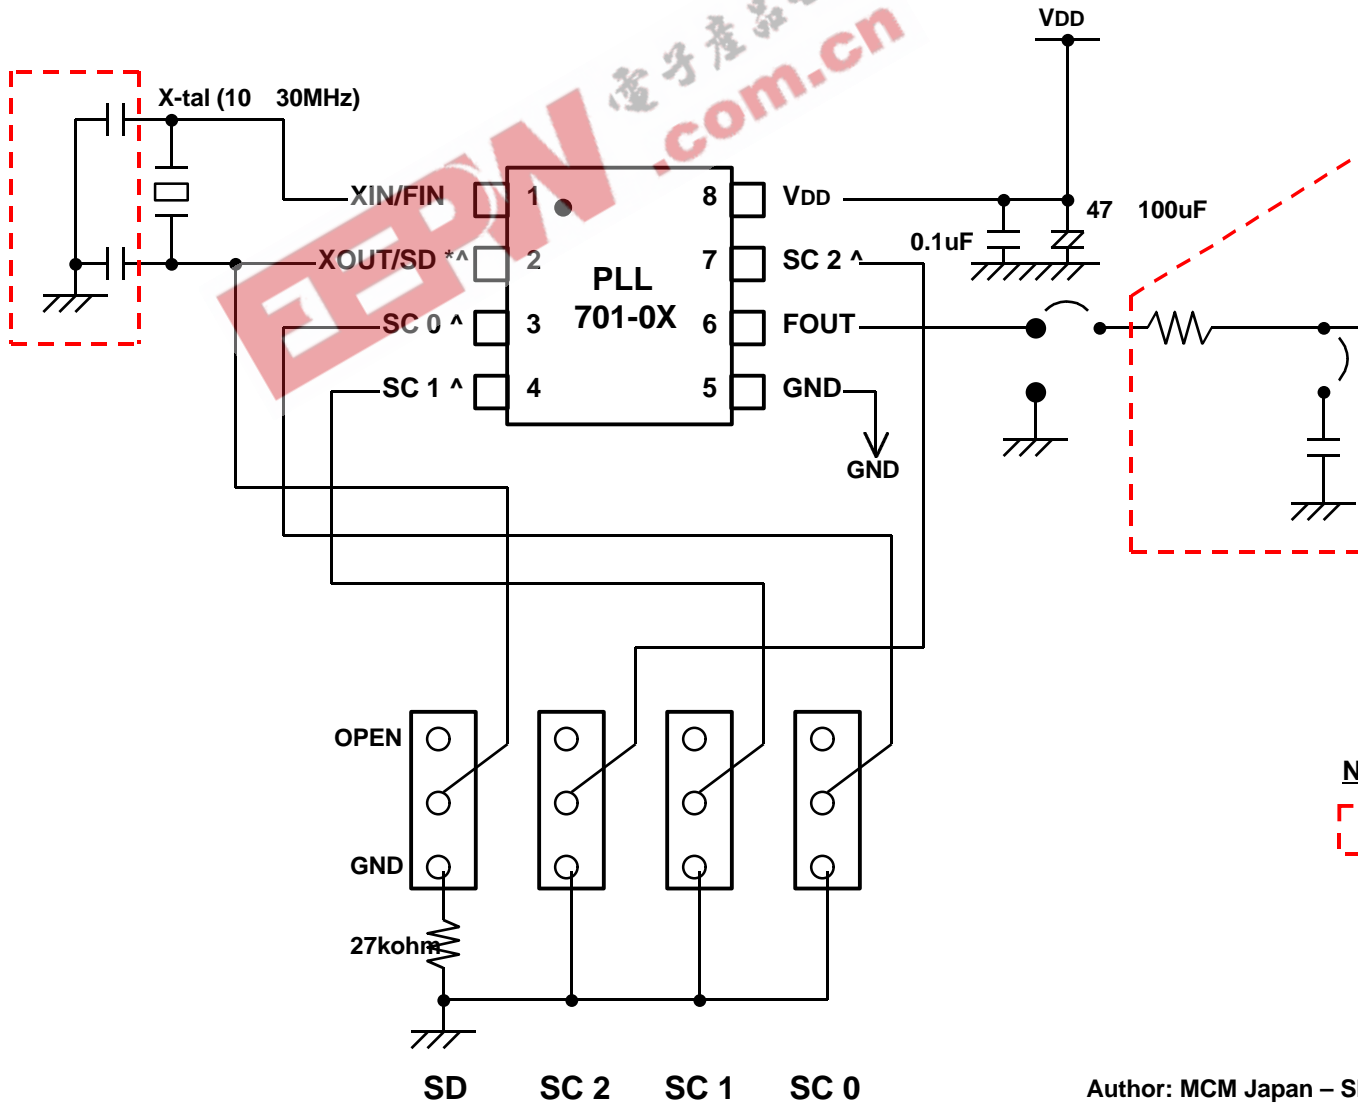 VDD
X-tal (10 30MHz)
EEPW
.com.cn
XIN/FIN
1
8
VDD
47 100uF
0.1uF
XOUT/SD *^
2
7
SC 2 ^
PLL
701-0X
SC 0 ^
3
6
FOUT
SC 1 ^
4
5
GND
GND
OPEN
GND
27kohm
SD
SC 2
SC 1
SC 0
Author: MCM Japan –